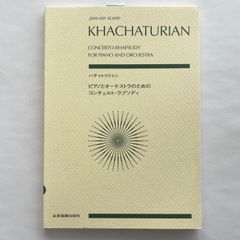 zen-on score
KHACHATURIAN
CONCERTO-RHAPSODY
FOR PIANO AND ORCHESTRA
ハチャトゥリャン
ピアノとオーケストラのための
コンチェルト・ラプソディ
全音楽譜出版社